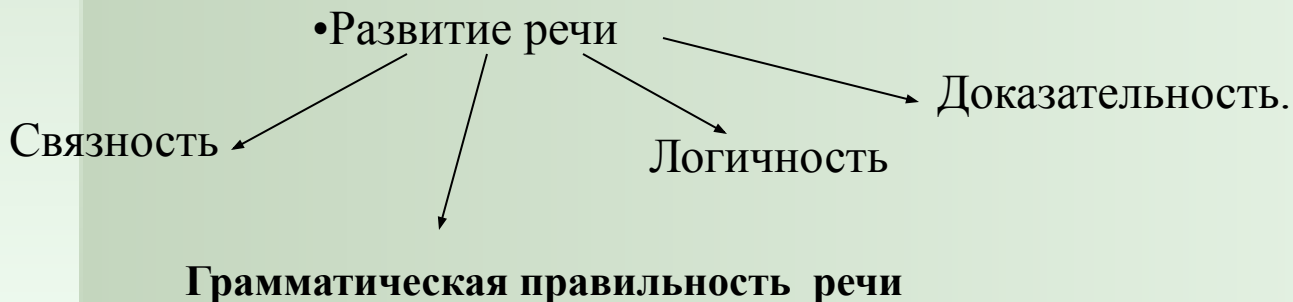 •Развитие речи
Доказательность.
Связность
Логичность
Грамматическая правильность речи